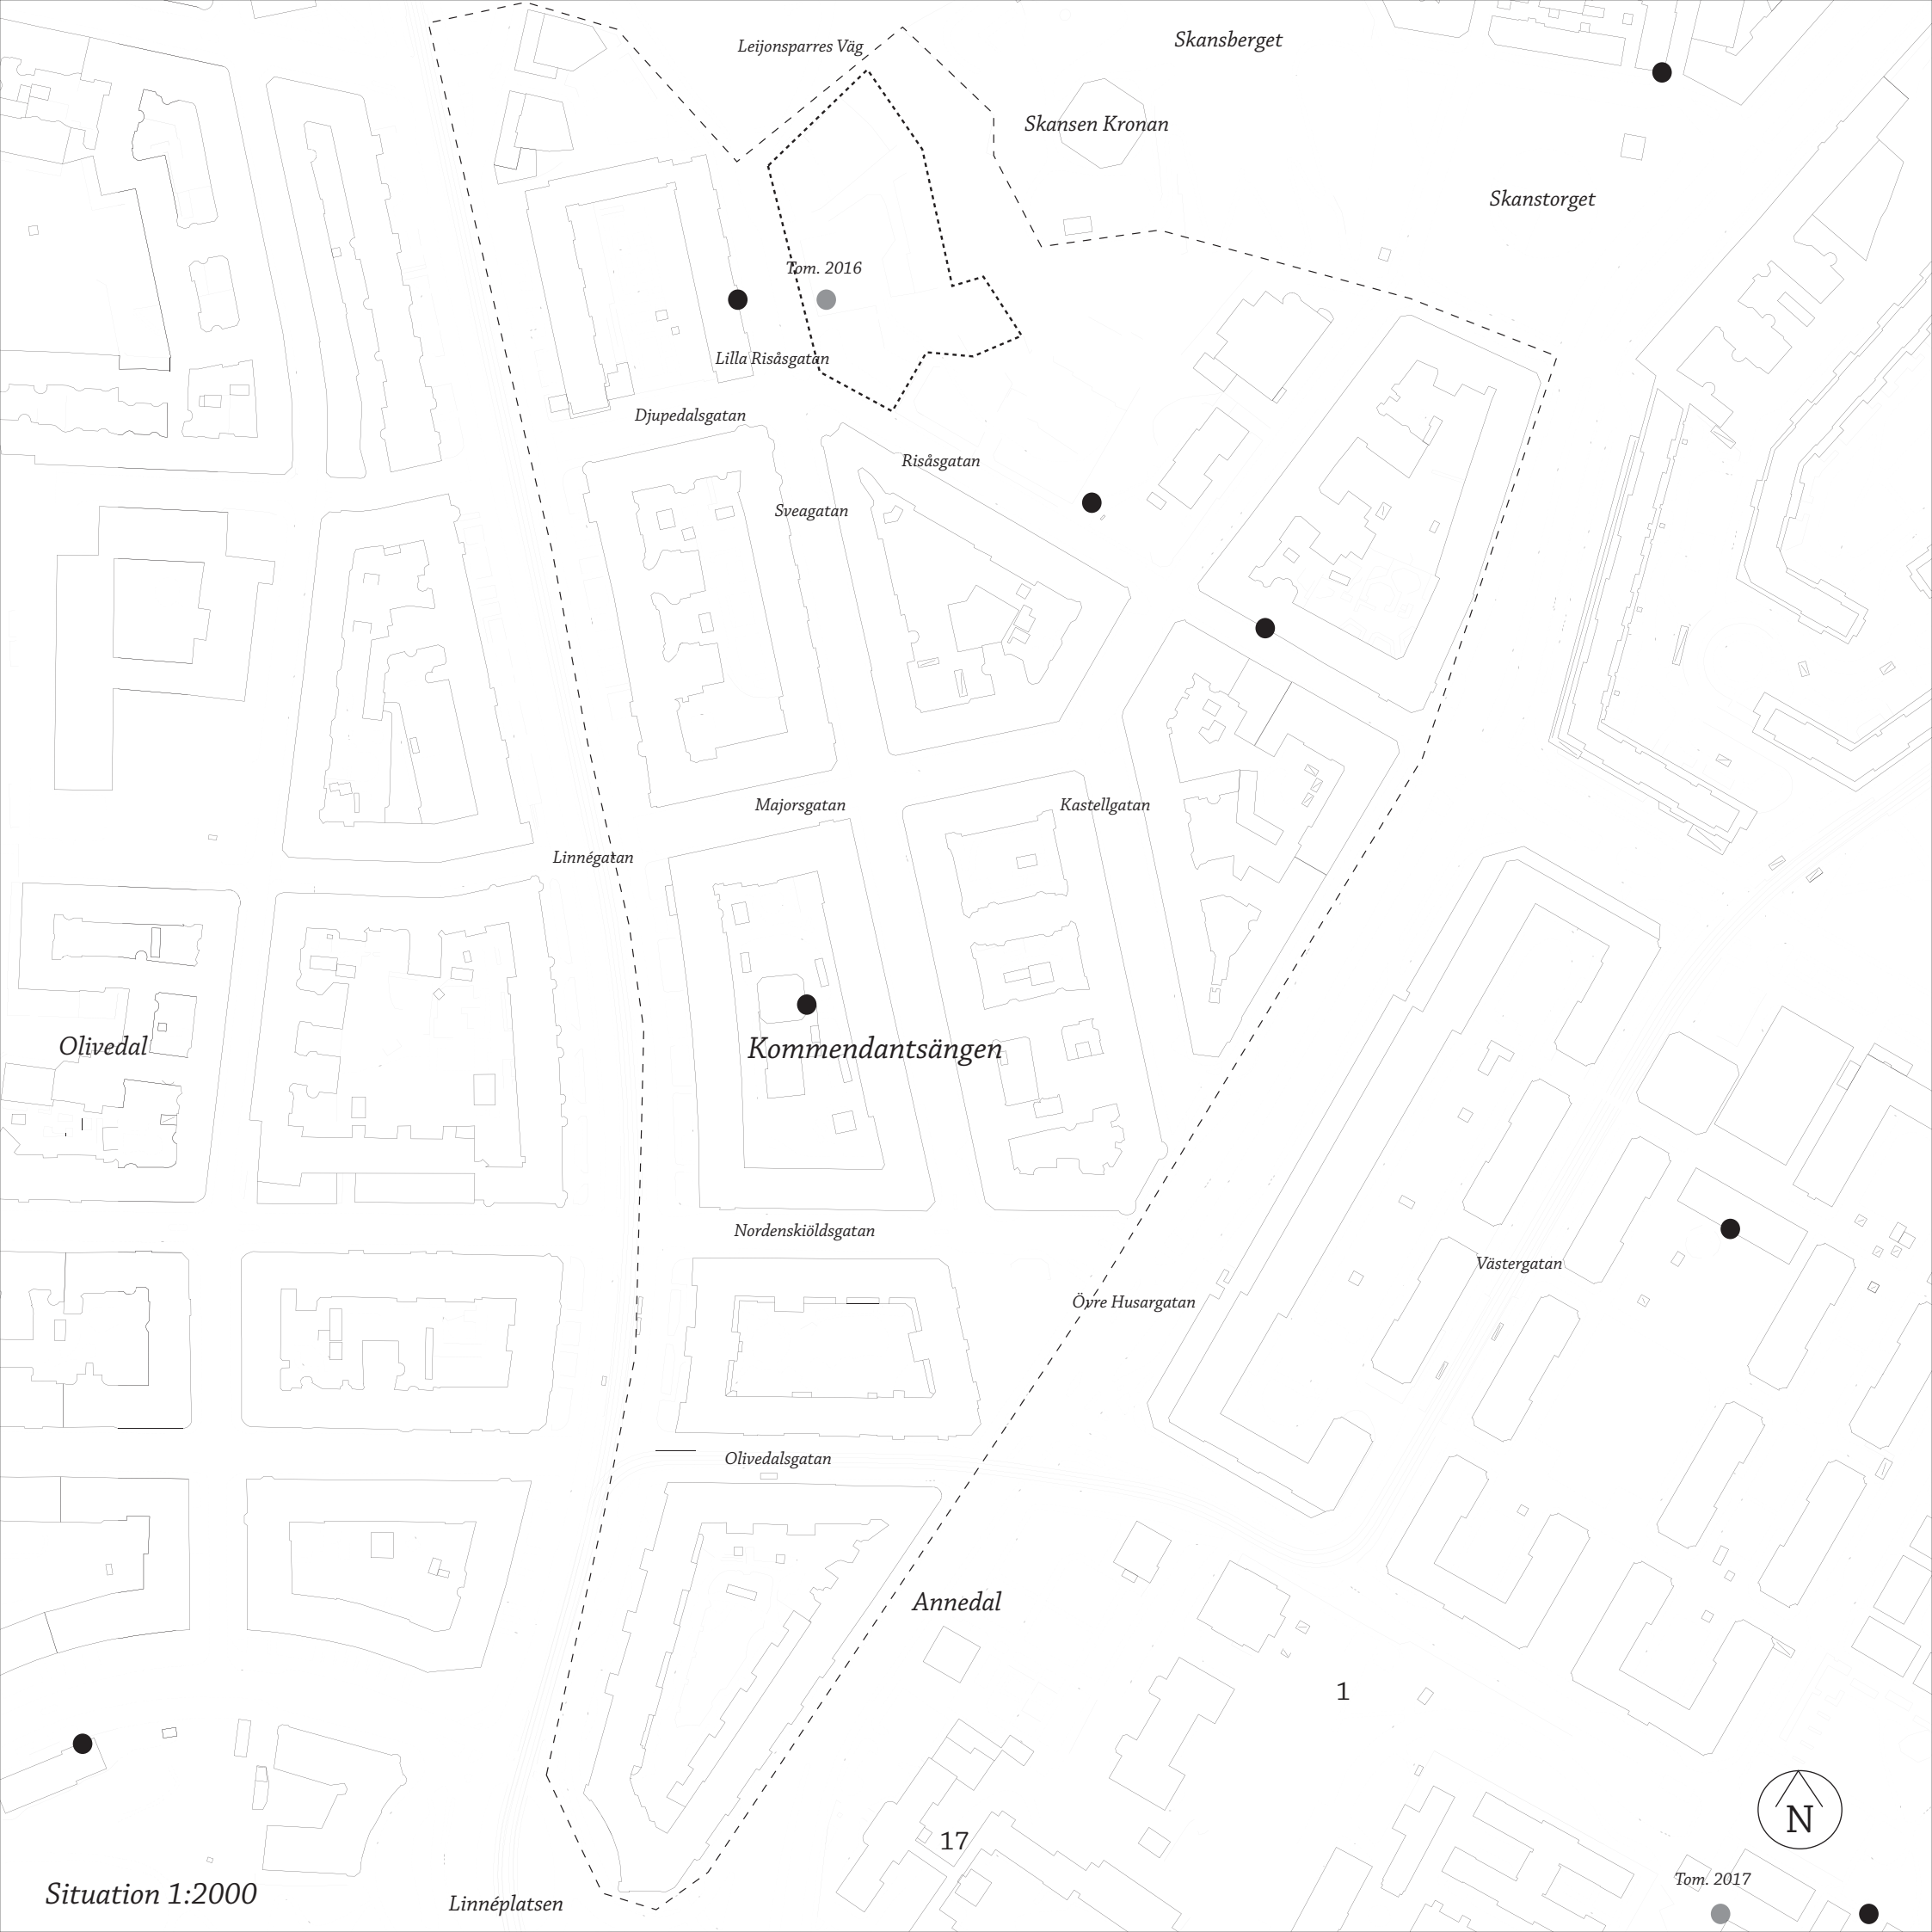 Skansberget
Leijonsparres Väg
Skansen Kronan
Skanstorget
Tom. 2016
Lilla Risåsgatan
Djupedalsgatan
Risåsgatan
Sveagatan
Majorsgatan
Kastellgatan
Linnégatan
Olivedal
Kommendantsängen
Nordenskiöldsgatan
Västergatan
Övre Husargatan
Olivedalsgatan
Annedal
1
N
17
Tom. 2017
Situation 1:2000
Linnéplatsen